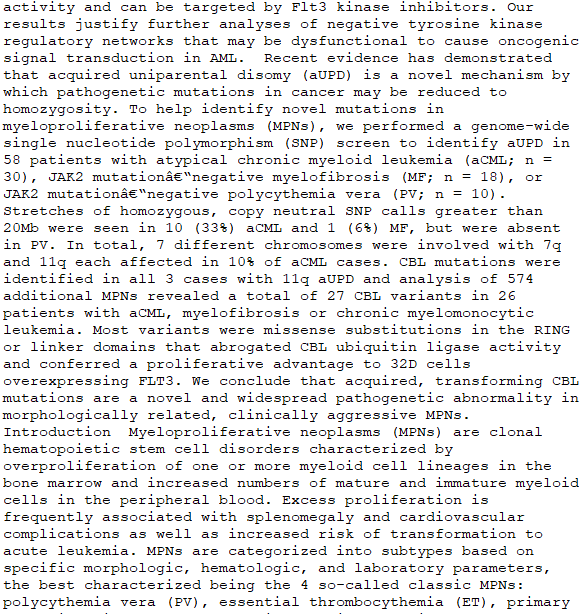 activity and can be targeted by Flt3 kinase inhibitors. Our
results justify further analyses of negative tyrosine kinase
regulatory networks that may be dysfunctional to cause oncogenic
signal transduction in AML.  Recent evidence has demonstrated
that acquired uniparental disomy (aUPD) is a novel mechanism by
which pathogenetic mutations in cancer may be reduced to
homozygosity. To help identify novel mutations in
myeloproliferative neoplasms (MPNs), we performed a genome-wide
single nucleotide polymorphism (SNP) screen to identify aUPD in
58 patients with atypical chronic myeloid leukemia (aCML; n =
30), JAK2 mutationâ€“negative myelofibrosis (MF; n = 18), or
JAK2 mutationâ€“negative polycythemia vera (PV; n = 10).
Stretches of homozygous, copy neutral SNP calls greater than
20Mb were seen in 10 (33%) aCML and 1 (6%) MF, but were absent
in PV. In total, 7 different chromosomes were involved with 7q
and 11q each affected in 10% of aCML cases. CBL mutations were
identified in all 3 cases with 11q aUPD and analysis of 574
additional MPNs revealed a total of 27 CBL variants in 26
patients with aCML, myelofibrosis or chronic myelomonocytic
leukemia. Most variants were missense substitutions in the RING
or linker domains that abrogated CBL ubiquitin ligase activity
and conferred a proliferative advantage to 32D cells
overexpressing FLT3. We conclude that acquired, transforming CBL
mutations are a novel and widespread pathogenetic abnormality in
morphologically related, clinically aggressive MPNs.
Introduction  Myeloproliferative neoplasms (MPNs) are clonal
hematopoietic stem cell disorders characterized by
overproliferation of one or more myeloid cell lineages in the
bone marrow and increased numbers of mature and immature myeloid
cells in the peripheral blood. Excess proliferation is
frequently associated with splenomegaly and cardiovascular
complications as well as increased risk of transformation to
acute leukemia. MPNs are categorized into subtypes based on
specific morphologic, hematologic, and laboratory parameters,
the best characterized being the 4 so-called classic MPNs:
polycythemia vera (PV), essential thrombocythemia (ET), primary